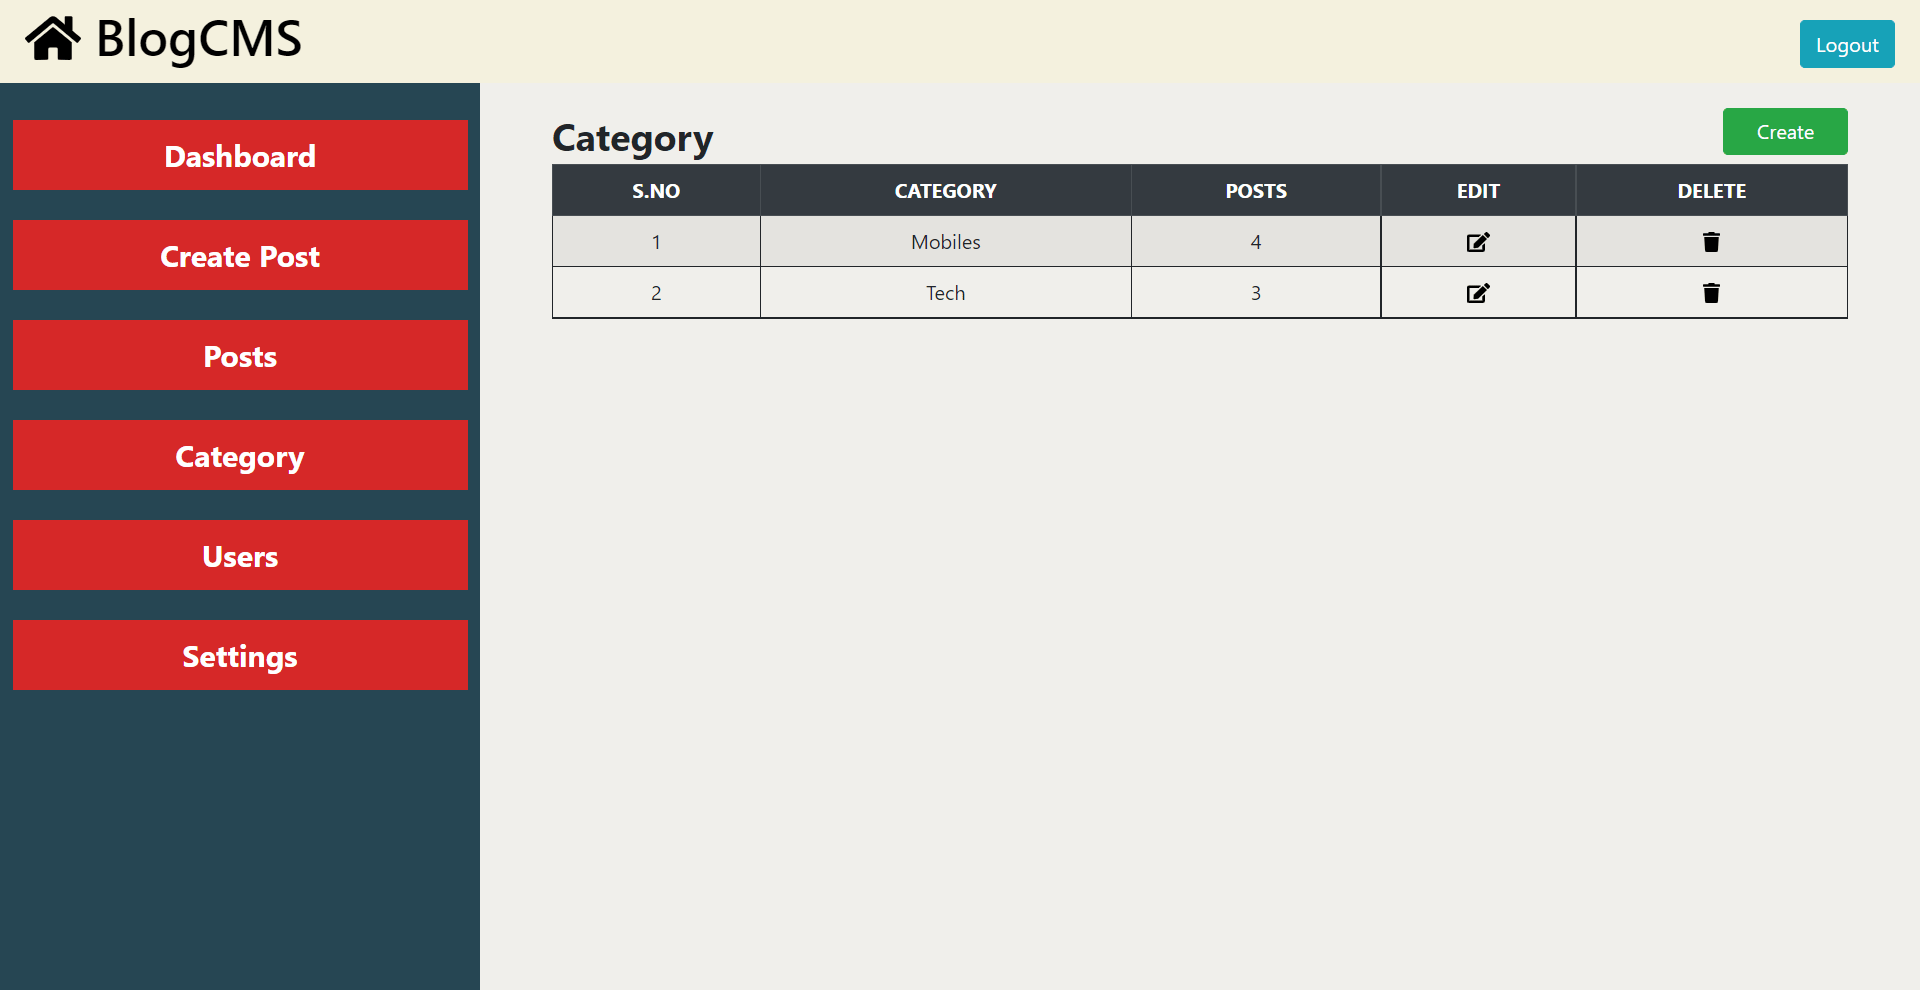 BlogCMS
Logout
Dashboard
Create Post
Posts
Category
Users
Settings
Category
Create
S.NO CATEGORY POSTS EDIT DELETE
1 Mobiles 4
2 Tech 3